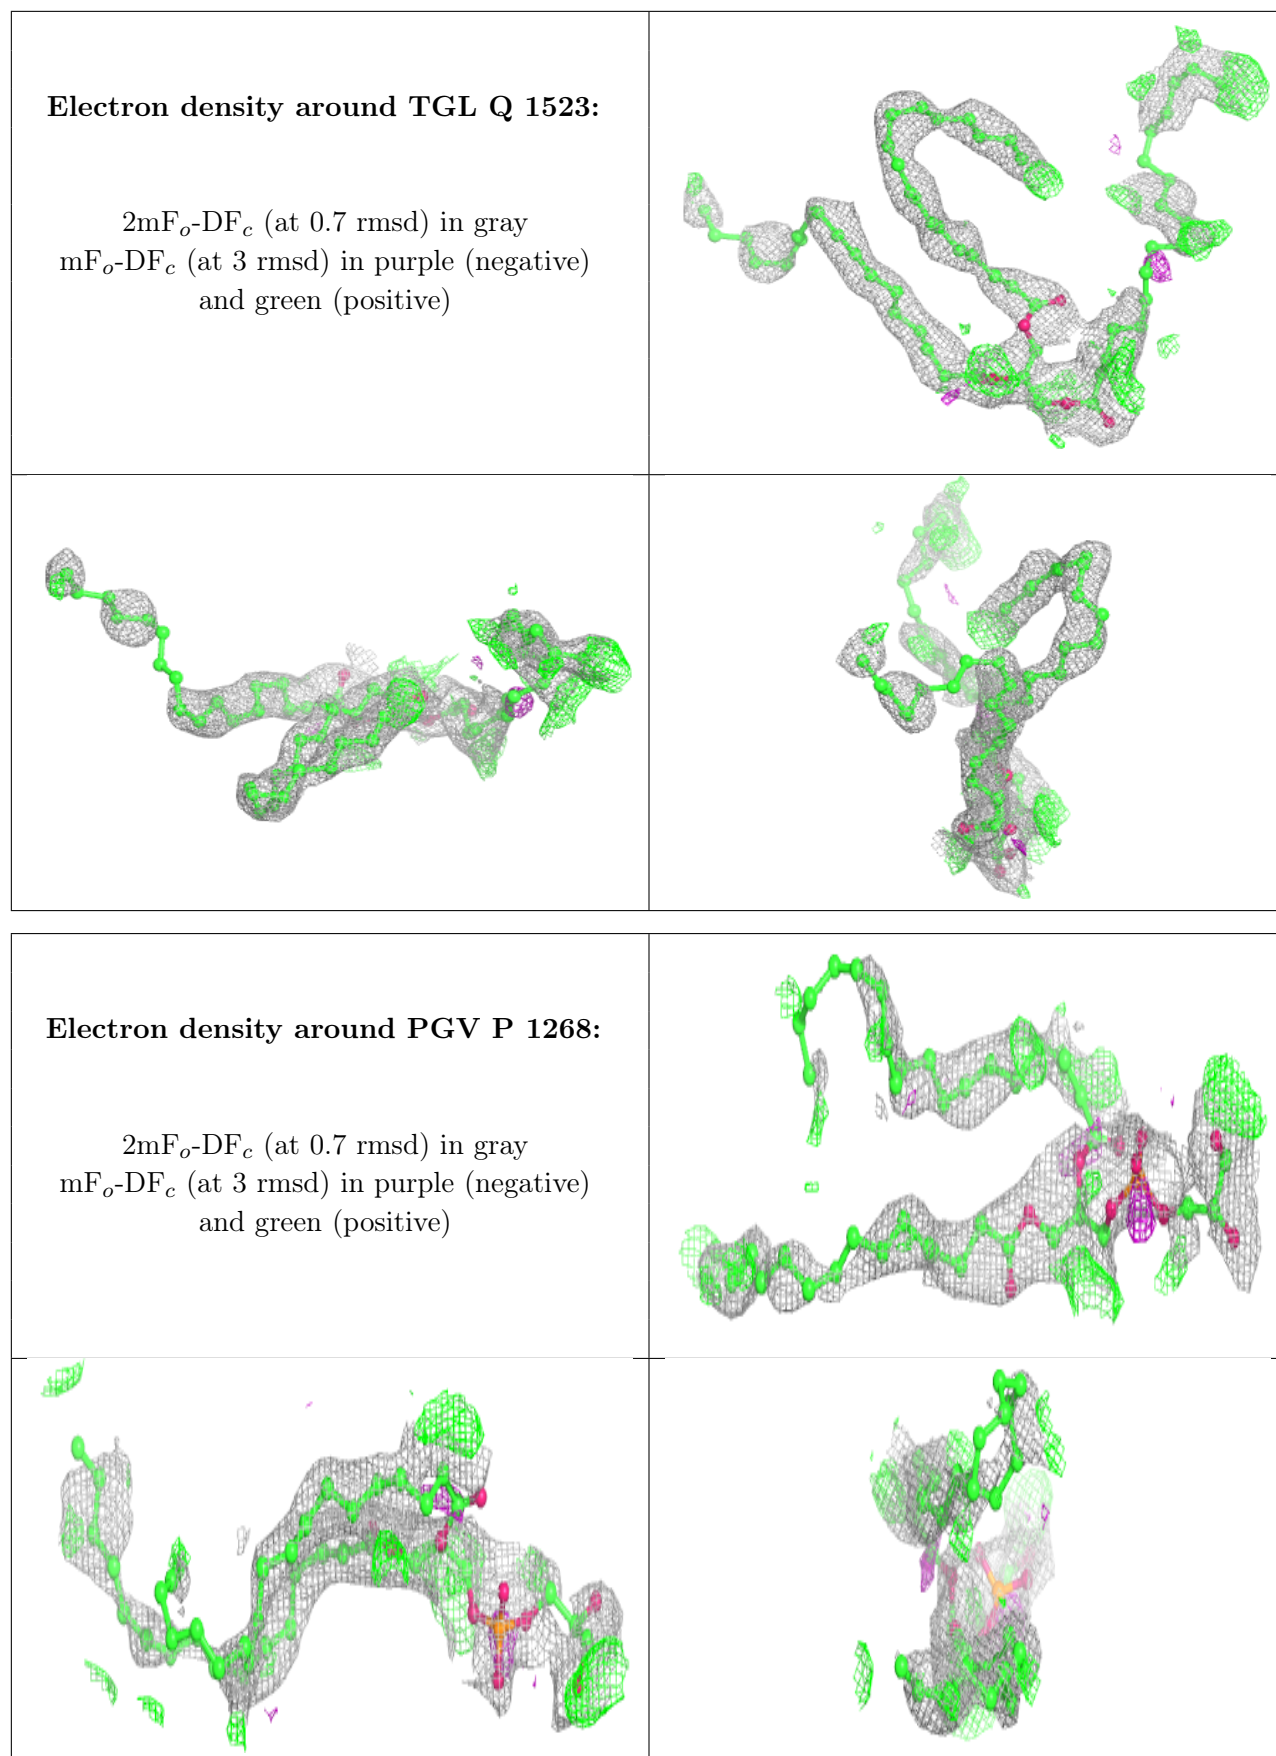 Electron density around TGL Q 1523:
2mFo-DFc (at 0.7 rmsd) in gray
mFo-DFc (at 3 rmsd) in purple (negative)
and green (positive)
Electron density around PGV P 1268:
2mFo-DFc (at 0.7 rmsd) in gray
mFo-DFc (at 3 rmsd) in purple (negative)
and green (positive)